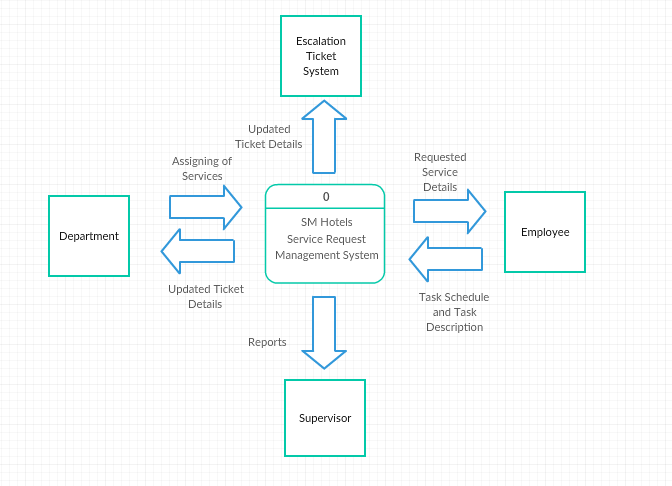 Escalation
Ticket
System
Updated
Ticket Details
Assigning of
Services
Requested
Service
Details
0
SM Hotels
Service Request
Management System
Department
Employee
Updated Ticket
Details
Task Schedule
and Task
Description
Reports
Supervisor